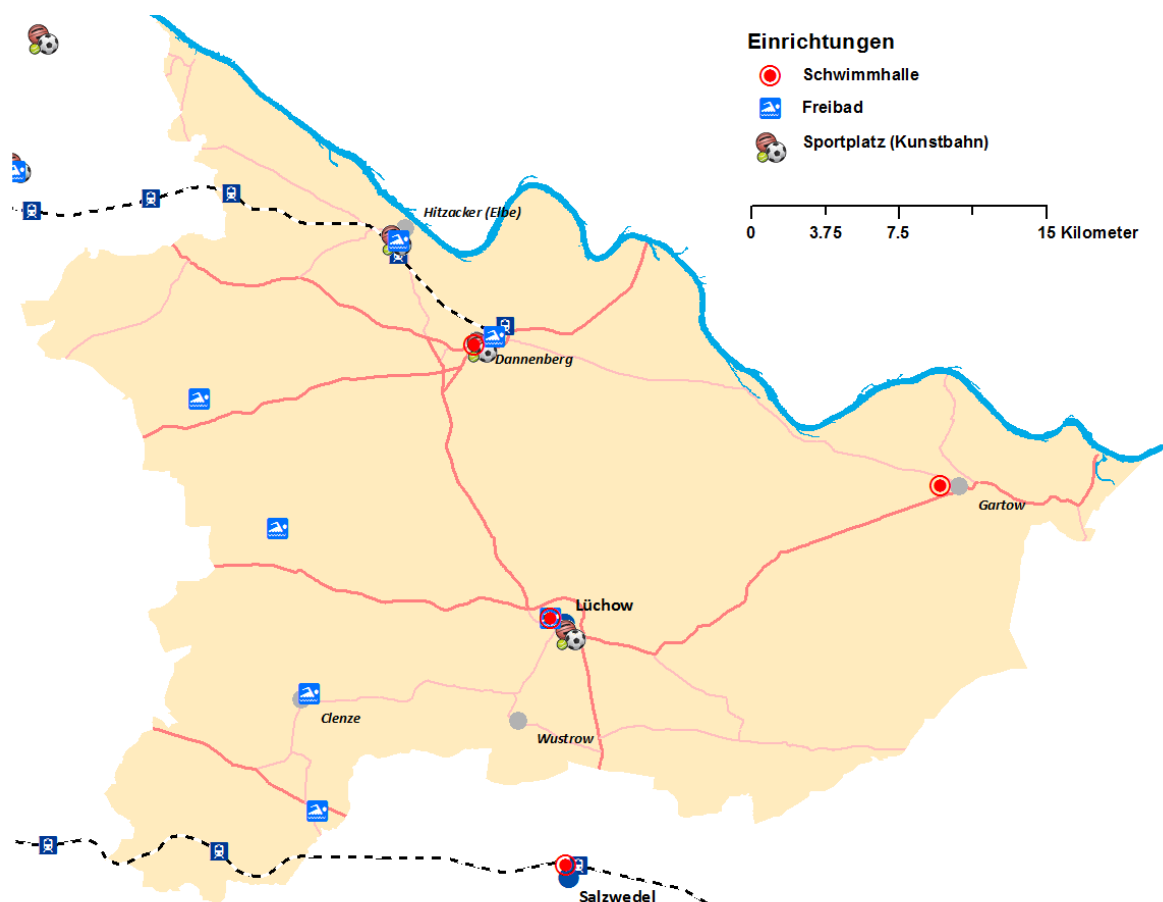 Einrichtungen
Schwimmhalle
Freibad
Sportplatz (Kunstbahn)
Hitzacker (Elbe)
0 3.75 7.5 15 Kilometer
Dannenberg
Gartow
Lüchow
Clenze
Wustrow
Salzwedel